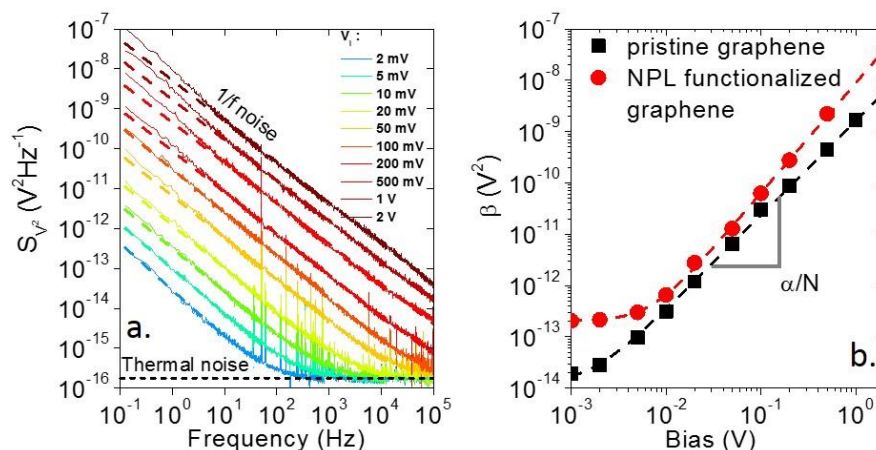 S_V² (V²Hz⁻¹)
10⁻⁷
10⁻⁸
10⁻⁹
10⁻¹⁰
10⁻¹¹
10⁻¹²
10⁻¹³
10⁻¹⁴
10⁻¹⁵
10⁻¹⁶
1/f noise
V_I :
2 mV
5 mV
10 mV
20 mV
50 mV
100 mV
200 mV
500 mV
1 V
2 V
a.
Thermal noise
10⁻¹ 10⁰ 10¹ 10² 10³ 10⁴ 10⁵
Frequency (Hz)
β (V²)
10⁻⁷
10⁻⁸
10⁻⁹
10⁻¹⁰
10⁻¹¹
10⁻¹²
10⁻¹³
10⁻¹⁴
pristine graphene
NPL functionalized
graphene
α/N
b.
10⁻³ 10⁻² 10⁻¹ 10⁰
Bias (V)